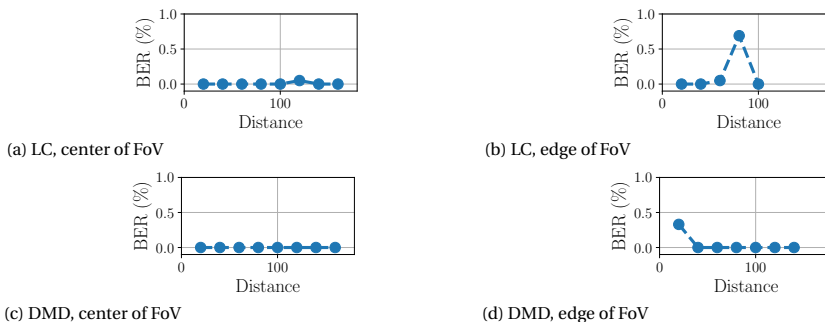 1.0
0.5
0.0
BER (%)
0
100
Distance
(a) LC, center of FoV
1.0
0.5
0.0
BER (%)
0
100
Distance
(b) LC, edge of FoV
1.0
0.5
0.0
BER (%)
0
100
Distance
(c) DMD, center of FoV
1.0
0.5
0.0
BER (%)
0
100
Distance
(d) DMD, edge of FoV